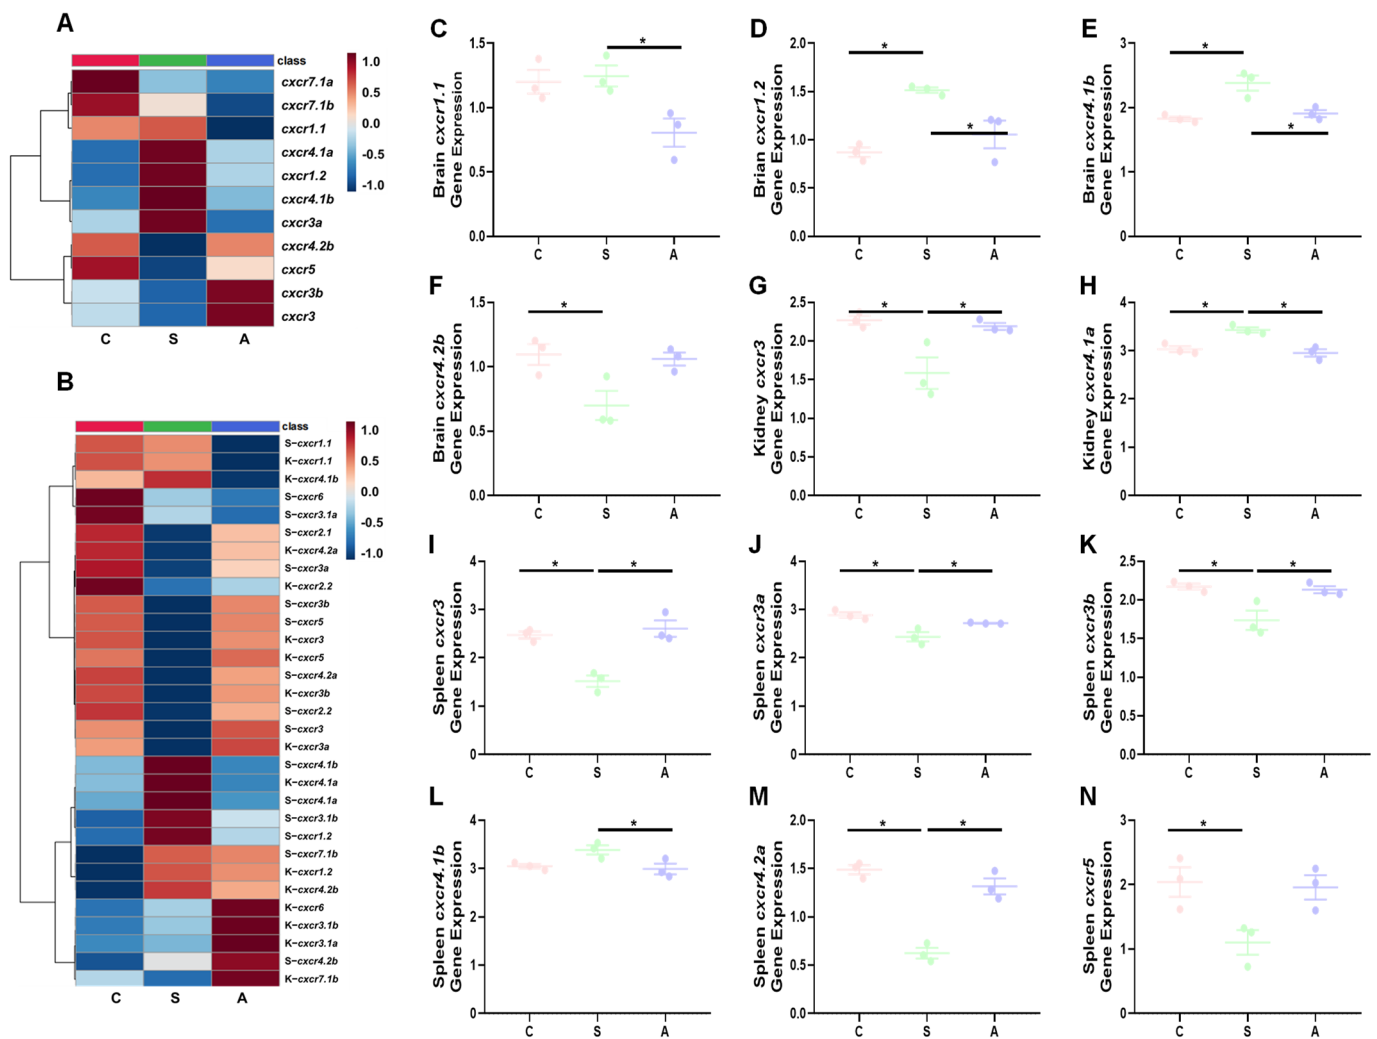 A
class
1.0
0.5
0.0
-0.5
-1.0
cxcr7.1a
cxcr7.1b
cxcr1.1
cxcr4.1a
cxcr1.2
cxcr4.1b
cxcr3a
cxcr4.2b
cxcr5
cxcr3b
cxcr3
C S A
B
class
1.0
0.5
0.0
-0.5
-1.0
S-cxcr1.1
K-cxcr1.1
K-cxcr4.1b
S-cxcr6
S-cxcr3.1a
S-cxcr2.1
K-cxcr4.2a
S-cxcr3a
K-cxcr2.2
S-cxcr3b
S-cxcr5
K-cxcr3
K-cxcr5
S-cxcr4.2a
K-cxcr3b
S-cxcr2.2
S-cxcr3
K-cxcr3a
S-cxcr4.1b
K-cxcr4.1a
S-cxcr4.1a
S-cxcr3.1b
S-cxcr1.2
S-cxcr7.1b
K-cxcr1.2
K-cxcr4.2b
K-cxcr6
K-cxcr3.1b
K-cxcr3.1a
S-cxcr4.2b
K-cxcr7.1b
C S A
C
Brain cxcr1.1
Gene Expression
1.5
1.0
0.5
0.0
*
C S A
D
Brian cxcr1.2
Gene Expression
2.0
1.5
1.0
0.5
0.0
*
*
C S A
E
Brain cxcr4.1b
Gene Expression
3
2
1
0
*
*
C S A
F
Brain cxcr4.2b
Gene Expression
1.5
1.0
0.5
0.0
*
C S A
G
Kidney cxcr3
Gene Expression
2.5
2.0
1.5
1.0
0.5
0.0
* *
C S A
H
Kidney cxcr4.1a
Gene Expression
4
3
2
1
0
* *
C S A
I
Spleen cxcr3
Gene Expression
4
3
2
1
0
* *
C S A
J
Spleen cxcr3a
Gene Expression
4
3
2
1
0
* *
C S A
K
Spleen cxcr3b
Gene Expression
2.5
2.0
1.5
1.0
0.5
0.0
* *
C S A
L
Spleen cxcr4.1b
Gene Expression
4
3
2
1
0
*
C S A
M
Spleen cxcr4.2a
Gene Expression
2.0
1.5
1.0
0.5
0.0
* *
C S A
N
Spleen cxcr5
Gene Expression
3
2
1
0
*
C S A